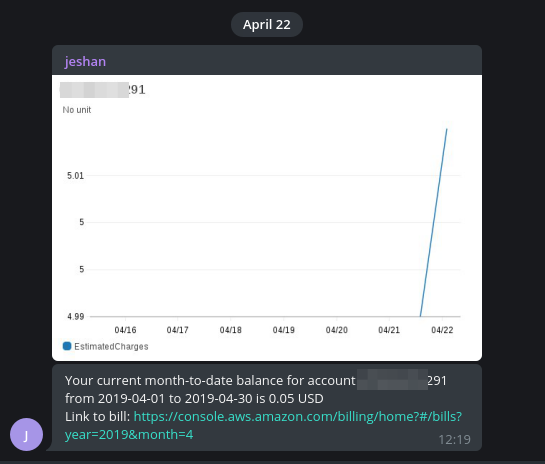 April 22
jeshan
291
No unit
5.01
5
5
4.99
04/16 04/17 04/18 04/19 04/20 04/21 04/22
EstimatedCharges
Your current month-to-date balance for account 291
from 2019-04-01 to 2019-04-30 is 0.05 USD
Link to bill: https://console.aws.amazon.com/billing/home?#/bills?
year=2019&month=4
J
12:19